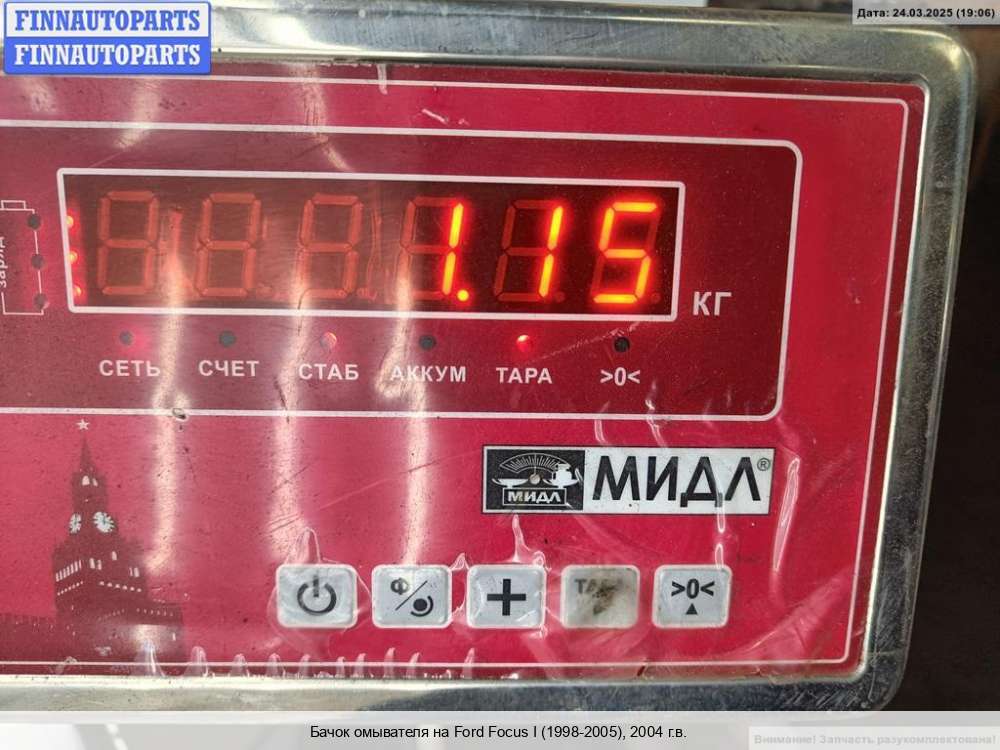 FINNAUTOPARTS
FINNAUTOPARTS
Дата: 24.03.2025 (19:06)
заряд
1.15
КГ
СЕТЬ СЧЕТ СТАБ АККУМ ТАРА >0<
МИДЛ МИДЛ®
Ф + >0<
Бачок омывателя на Ford Focus I (1998-2005), 2004 г.в.
Внимание! Запчасть разукомплектована!